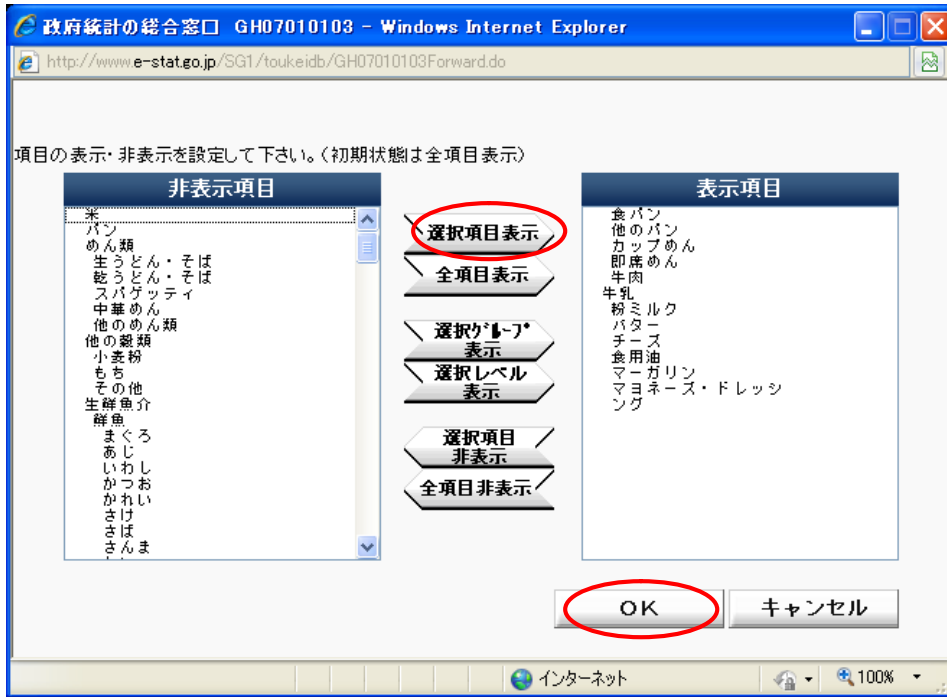 政府統計の総合窓口 GH07010103 - Windows Internet Explorer
http://www.e-stat.go.jp/SG1/toukeidb/GH07010103Forward.do
項目の表示・非表示を設定して下さい。（初期状態は全項目表示）
非表示項目
米
パン
めん類
生うどん・そば
乾うどん・そば
スパゲッティ
中華めん
他のめん類
他の穀類
小麦粉
もち
その他
生鮮魚介
鮮魚
まぐろ
あじ
いわし
かつお
かれい
さけ
さば
さんま
選択項目表示
全項目表示
選択グループ
表示
選択レベル
表示
選択項目
非表示
全項目非表示
表示項目
食パン
他のパン
カップめん
即席めん
牛肉
牛乳
粉ミルク
バター
チーズ
食用油
マーガリン
マヨネーズ・ドレッシ
ング
OK
キャンセル
インターネット
100%